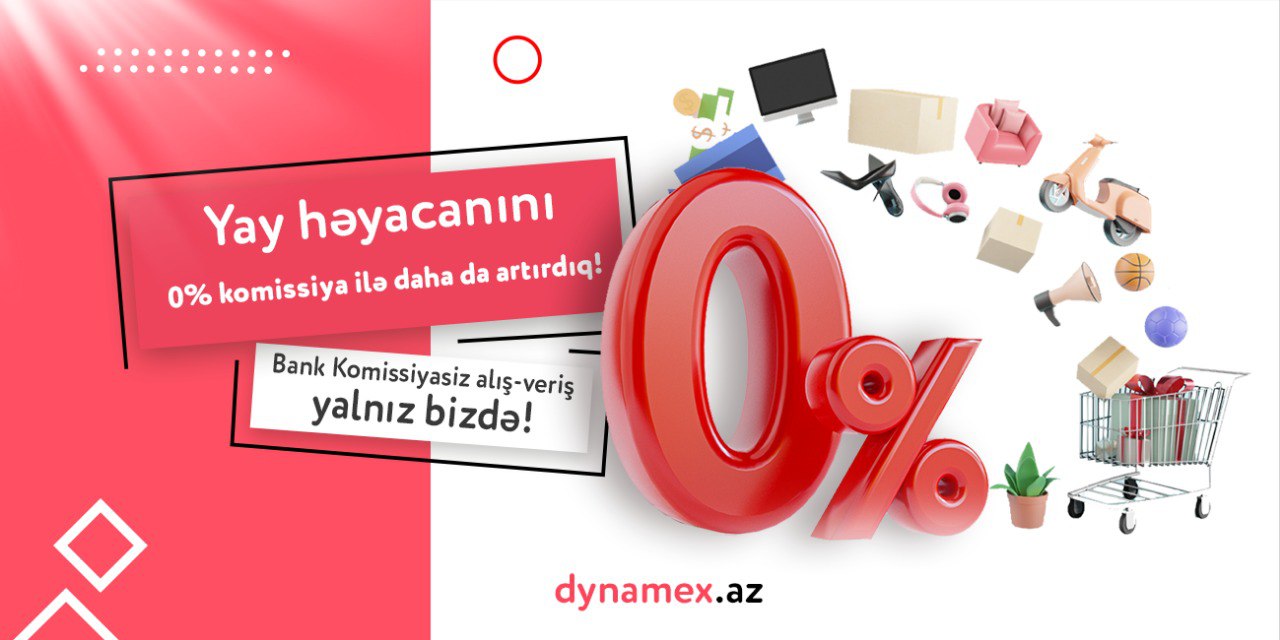 Yay həyacanını
0% komissiya ilə daha da artırdıq!
Bank Komissiyasiz alış-veriş
yalnız bizdə!
0%
dynamex.az